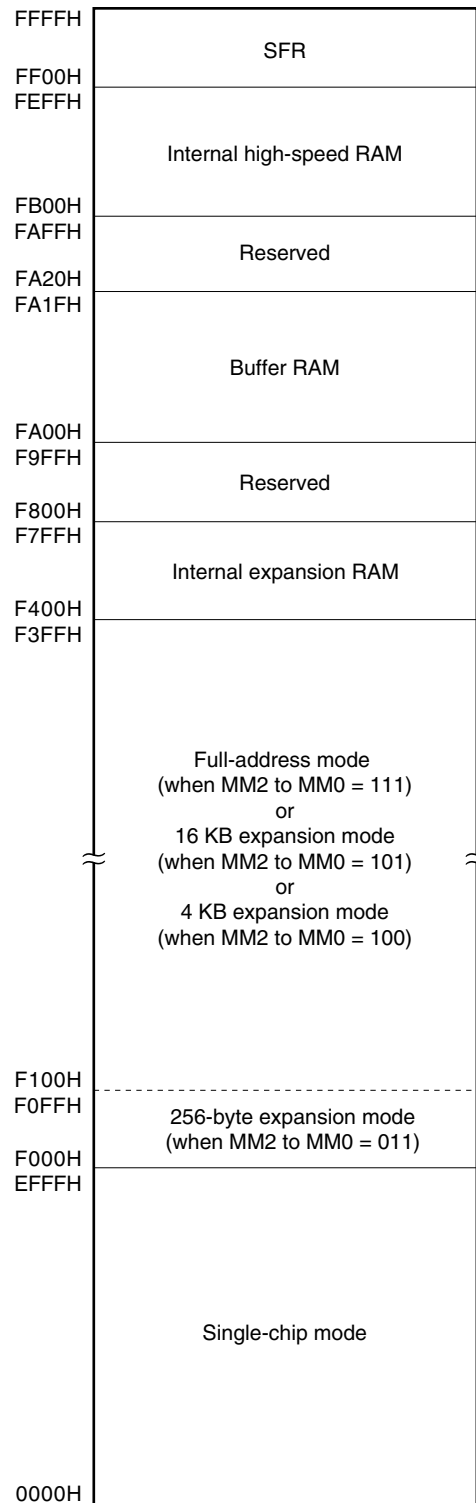 FFFFH
SFR
FF00H
FEFFH
Internal high-speed RAM
FB00H
FAFFH
Reserved
FA20H
FA1FH
Buffer RAM
FA00H
F9FFH
Reserved
F800H
F7FFH
Internal expansion RAM
F400H
F3FFH
Full-address mode
(when MM2 to MM0 = 111)
or
16 KB expansion mode
(when MM2 to MM0 = 101)
or
4 KB expansion mode
(when MM2 to MM0 = 100)
F100H
F0FFH
256-byte expansion mode
(when MM2 to MM0 = 011)
F000H
EFFFH
Single-chip mode
0000H